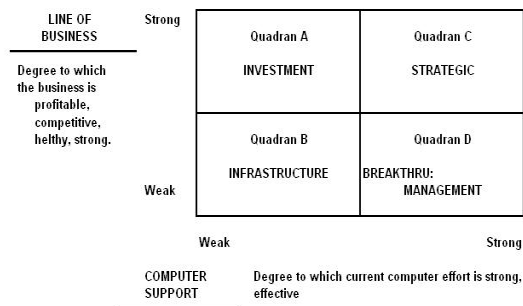 LINE OF
BUSINESS
Degree to which
the business is
profitable,
competitive,
helthy, strong.
Strong
Quadran A
INVESTMENT
Quadran C
STRATEGIC
Quadran B
INFRASTRUCTURE
Quadran D
BREAKTHRU:
MANAGEMENT
Weak
Weak
Strong
COMPUTER
SUPPORT
Degree to which current computer effort is strong,
effective